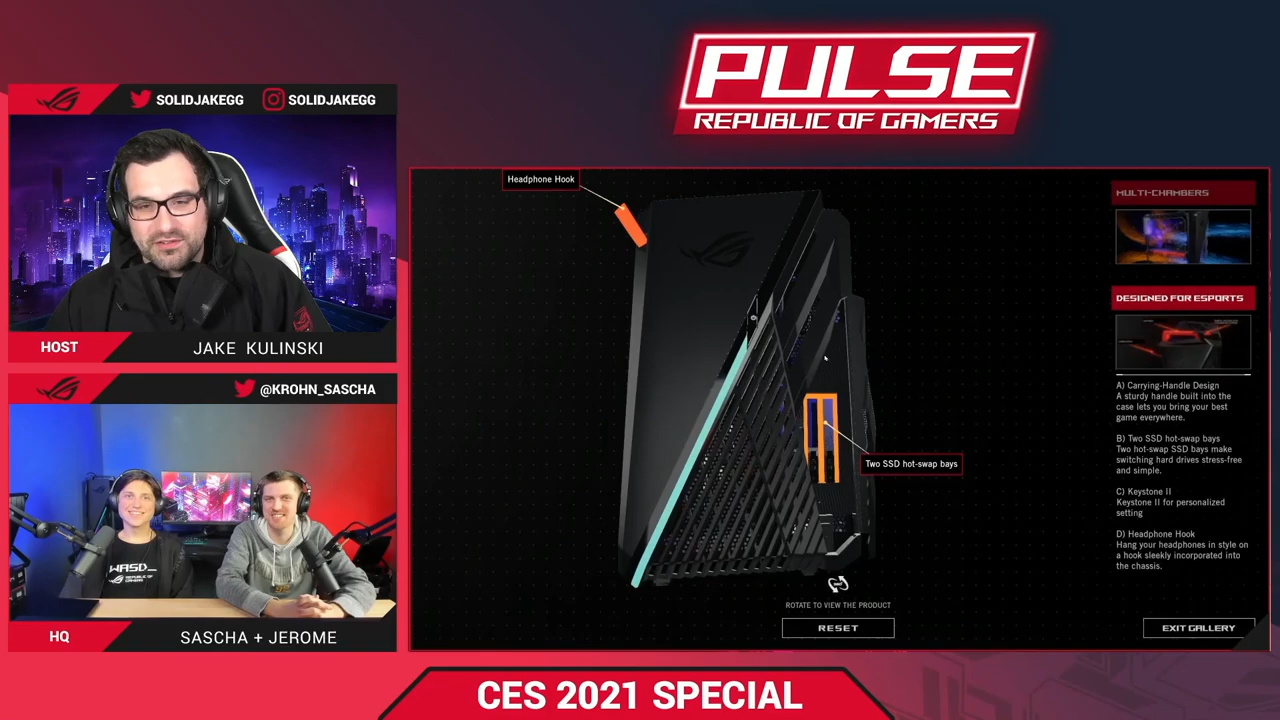 PULSE
REPUBLIC OF GAMERS
SOLIDJAKEGG SOLIDJAKEGG
HOST JAKE KULINSKI
@KROHN_SASCHA
WASD_
REPUBLIC OF
GAMERS
HQ SASCHA + JEROME
Headphone Hook
Two SSD hot-swap bays
ROTATE TO VIEW THE PRODUCT
RESET
MULTI-CHAMBERS
DESIGNED FOR ESPORTS
A) Carrying-Handle Design
A sturdy handle built into the
case lets you bring your best
game everywhere.
B) Two SSD hot-swap bays
Two hot-swap SSD bays make
switching hard drives stress-free
and simple.
C) Keystone II
Keystone II for personalized
setting
D) Headphone Hook
Hang your headphones in style on
a hook sleekly incorporated into
the chassis.
EXIT GALLERY
CES 2021 SPECIAL